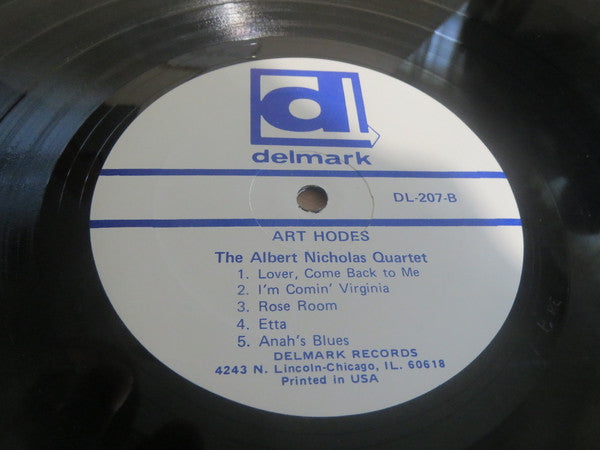 dl
delmark
DL-207-B
ART HODES
The Albert Nicholas Quartet
1. Lover, Come Back to Me
2. I'm Comin' Virginia
3. Rose Room
4. Etta
5. Anah's Blues
DELMARK RECORDS
4243 N. Lincoln-Chicago, IL. 60618
Printed in USA